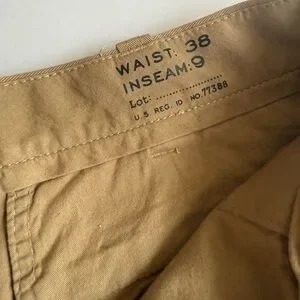 WAIST: 38
INSEAM: 9
Lot: ..................
U.S. REG. ID NO.77388